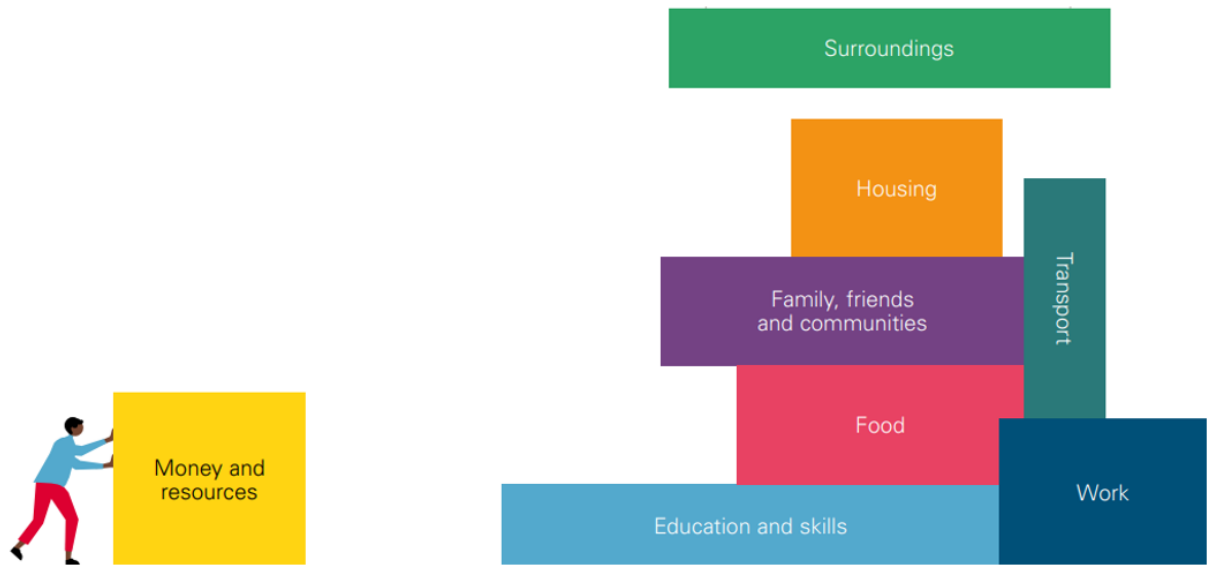 Surroundings
Housing
Transport
Family, friends
and communities
Food
Money and
resources
Work
Education and skills